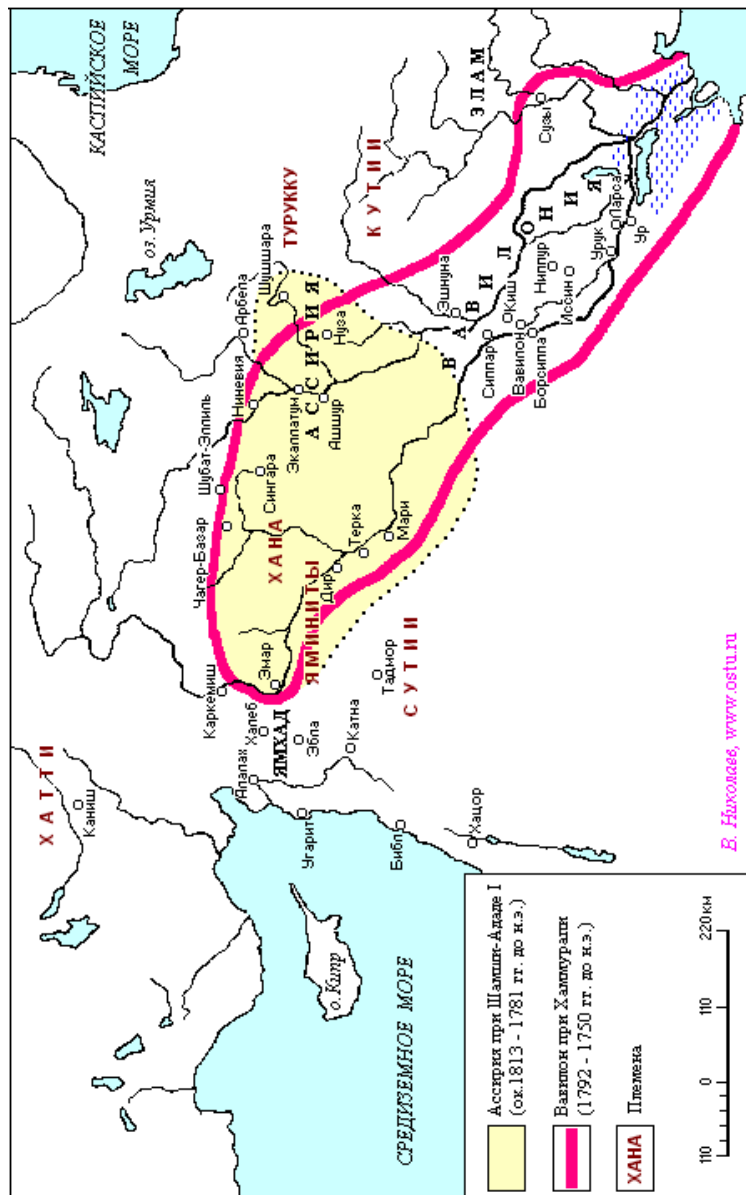 КАСПИЙСКОЕ
МОРЕ
оз. Урмия
ХАТТИ
Каниш
Каркемиш
Чагер-Базар
Шубат-Эллиль
Ниневия
Арбела
Шушшара
ТУРУККУ
КУТИИ
ЭЛАМ
Алалах
Халеб
Эмар
ЯМХАД
Эбла
ХАНА
Сингара
Экаллатум
АССИРИЯ
Ашшур
Нуза
Угарит
Катна
ЯМИНИТЫ
Дир
Терка
Мари
Эшнуна
ВАВИЛОНИЯ
Сузы
о. Кипр
Библ
Тадмор
СУТИИ
Сиппар
Киш
Вавилон
Борсиппа
Ниппур
Иссин
Урук
Ларса
Ур
Хацор
СРЕДИЗЕМНОЕ МОРЕ
Ассирия при Шамши-Ададе I
(ок.1813 - 1781 гг. до н.э.)
Вавилон при Хаммурапи
(1792 - 1750 гг. до н.э.)
ХАНА Племена
110 0 110 220 км
В. Николаев, www.ostu.ru